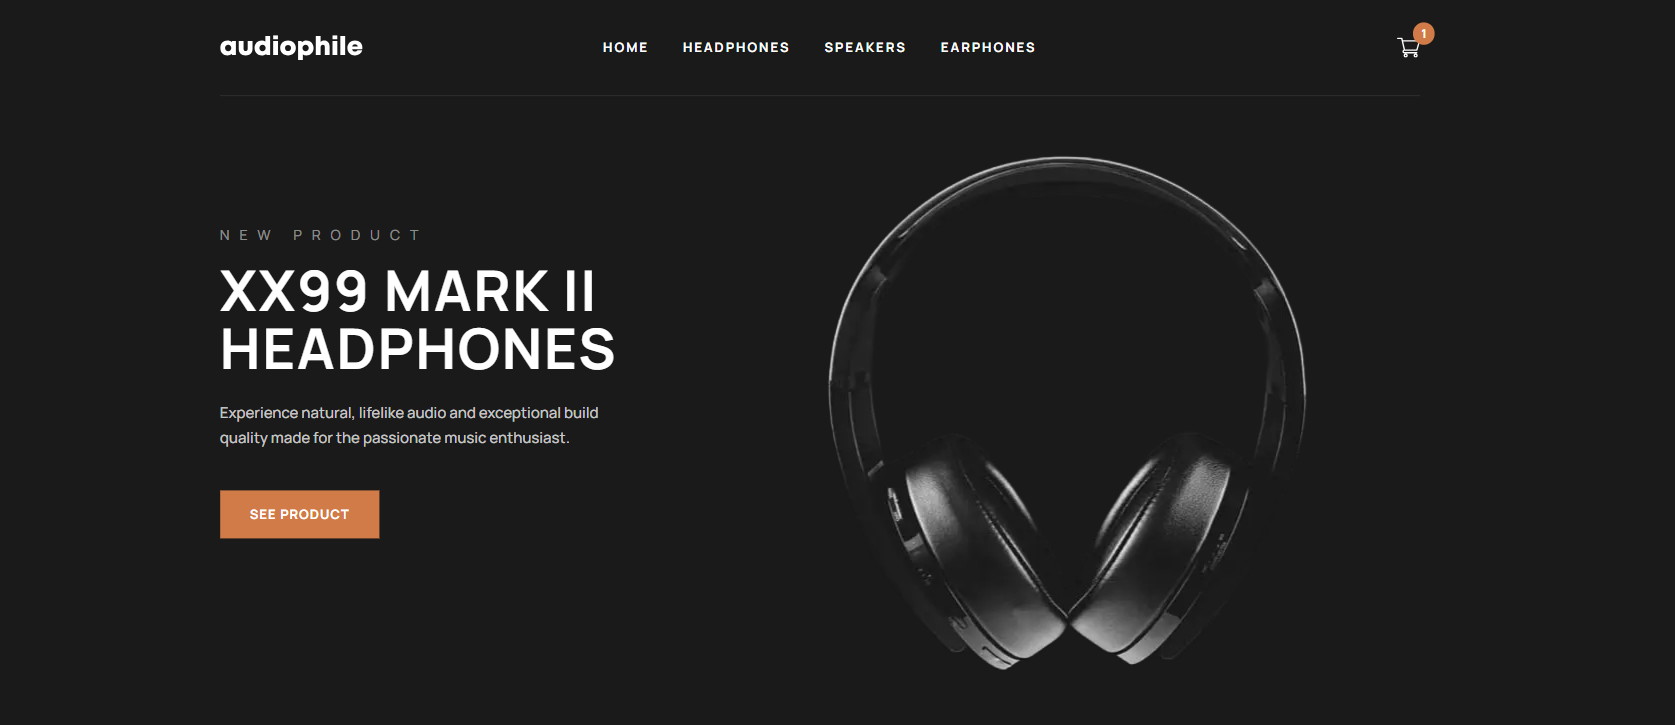 audiophile
HOME HEADPHONES SPEAKERS EARPHONES
1
NEW PRODUCT
XX99 MARK II
HEADPHONES
Experience natural, lifelike audio and exceptional build
quality made for the passionate music enthusiast.
SEE PRODUCT